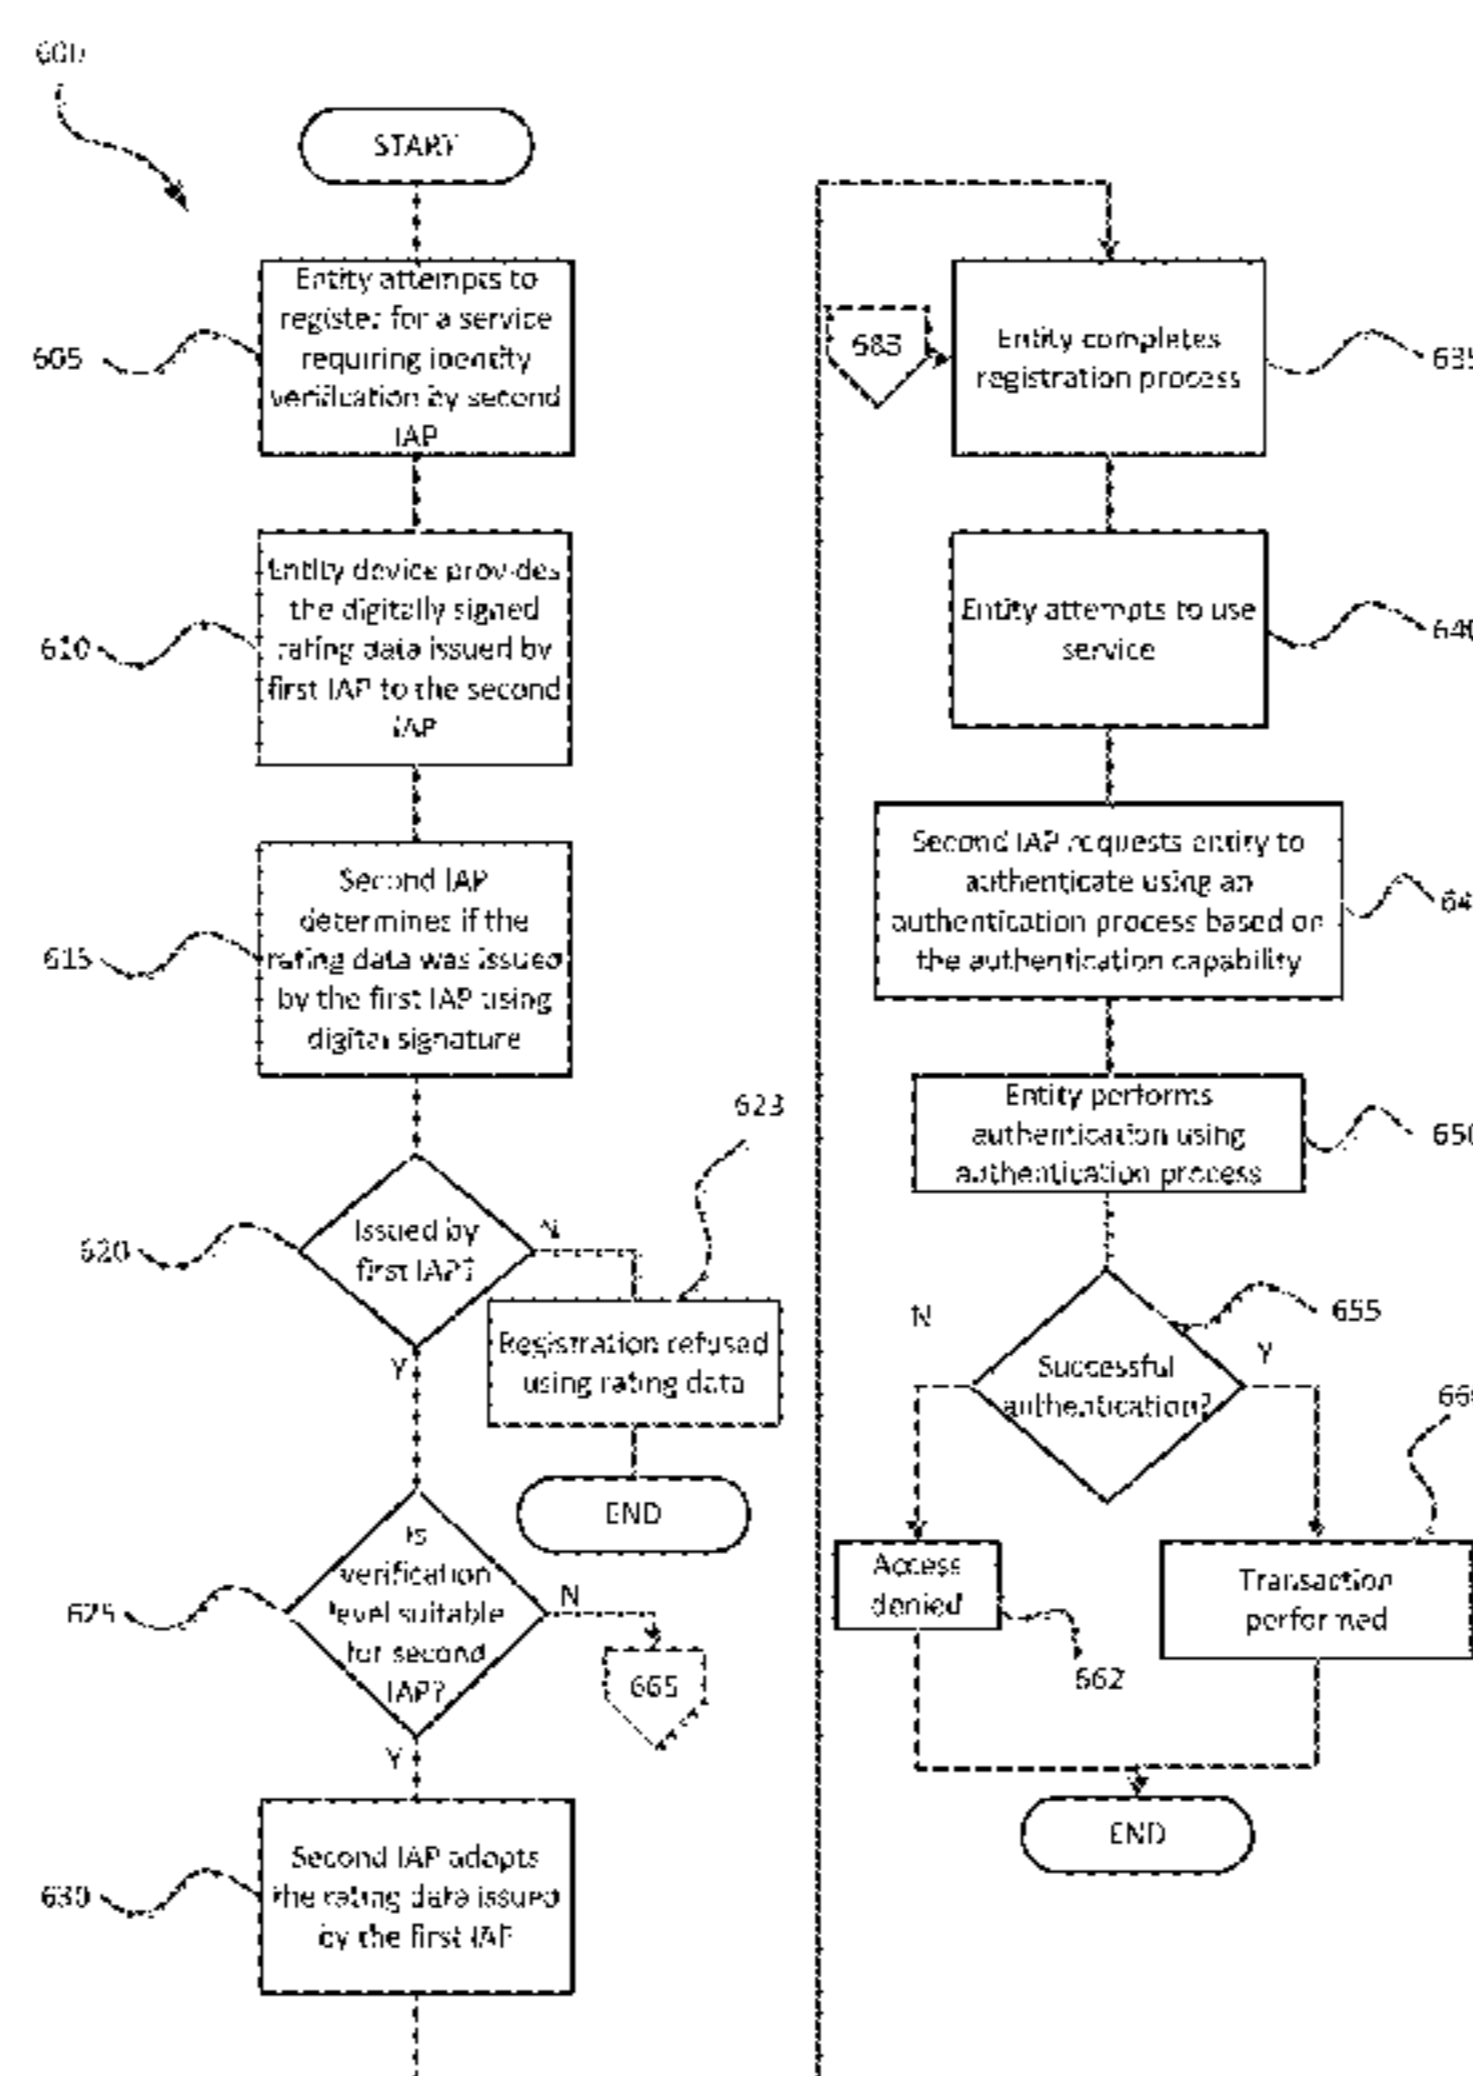 600
START
605
Entity attempts to
register for a service
requiring identity
verification by second
IAP
610
Entity device provides
the digitally signed
rating data issued by
first IAP to the second
IAP
615
Second IAP
determines if the
rating data was issued
by the first IAP using
digital signature
620
Issued by
first IAP?
N
Y
623
Registration refused
using rating data
END
625
Is
verification
level suitable
for second
IAP?
N
665
Y
630
Second IAP adopts
the rating data issued
by the first IAP
683
Entity completes
registration process
635
Entity attempts to use
service
640
Second IAP requests entity to
authenticate using an
authentication process based on
the authentication capability
64
Entity performs
authentication using
authentication process
650
N
655
Successful
authentication?
Y
Access
denied
662
66
Transaction
performed
END